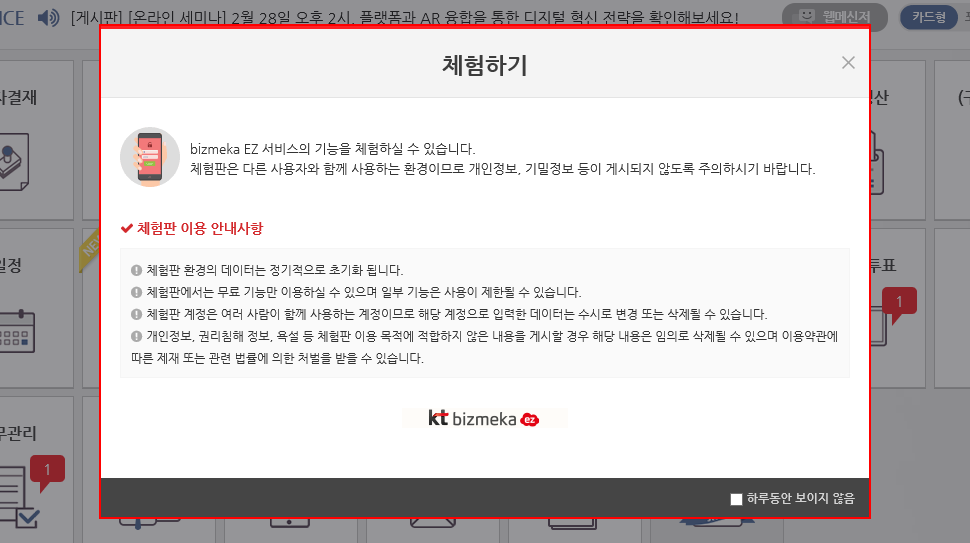 ICE [게시판] [온라인 세미나] 2월 28일 오후 2시, 플랫폼과 AR 융합을 통한 디지털 혁신 전략을 확인해보세요! 웹메신저 카드형
체험하기
결재
bizmeka EZ 서비스의 기능을 체험하실 수 있습니다.
체험판은 다른 사용자와 함께 사용하는 환경이므로 개인정보, 기밀정보 등이 게시되지 않도록 주의하시기 바랍니다.
체험판 이용 안내사항
NEW
일정
투표
체험판 환경의 데이터는 정기적으로 초기화 됩니다.
체험판에서는 무료 기능만 이용하실 수 있으며 일부 기능은 사용이 제한될 수 있습니다.
1
체험판 계정은 여러 사람이 함께 사용하는 계정이므로 해당 계정으로 입력한 데이터는 수시로 변경 또는 삭제될 수 있습니다.
개인정보, 권리침해 정보, 욕설 등 체험판 이용 목적에 적합하지 않은 내용을 게시할 경우 해당 내용은 임의로 삭제될 수 있으며 이용약관에
따른 제재 또는 관련 법률에 의한 처벌을 받을 수 있습니다.
kt bizmeka ez
관리
1
하루동안 보이지 않음